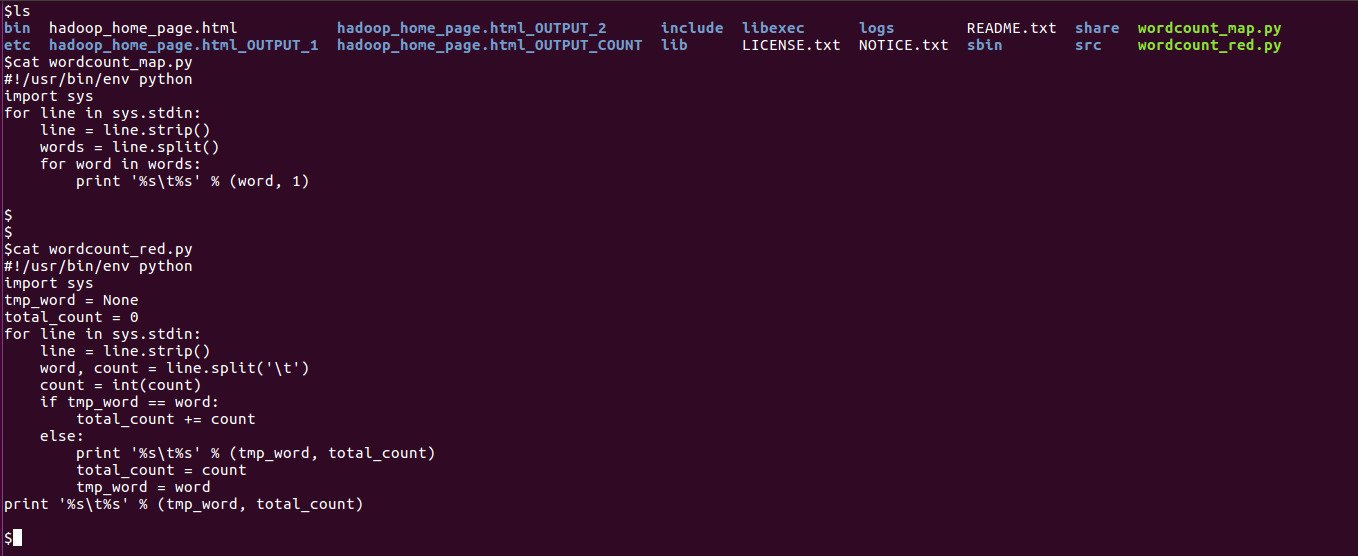 $ls
bin  hadoop_home_page.html           hadoop_home_page.html_OUTPUT_2      include  libexec      logs        README.txt  share  wordcount_map.py
etc  hadoop_home_page.html_OUTPUT_1  hadoop_home_page.html_OUTPUT_COUNT  lib      LICENSE.txt  NOTICE.txt  sbin        src    wordcount_red.py
$cat wordcount_map.py
#!/usr/bin/env python
import sys
for line in sys.stdin:
    line = line.strip()
    words = line.split()
    for word in words:
        print '%s\t%s' % (word, 1)

$
$
$cat wordcount_red.py
#!/usr/bin/env python
import sys
tmp_word = None
total_count = 0
for line in sys.stdin:
    line = line.strip()
    word, count = line.split('\t')
    count = int(count)
    if tmp_word == word:
        total_count += count
    else:
        print '%s\t%s' % (tmp_word, total_count)
        total_count = count
        tmp_word = word
print '%s\t%s' % (tmp_word, total_count)

$